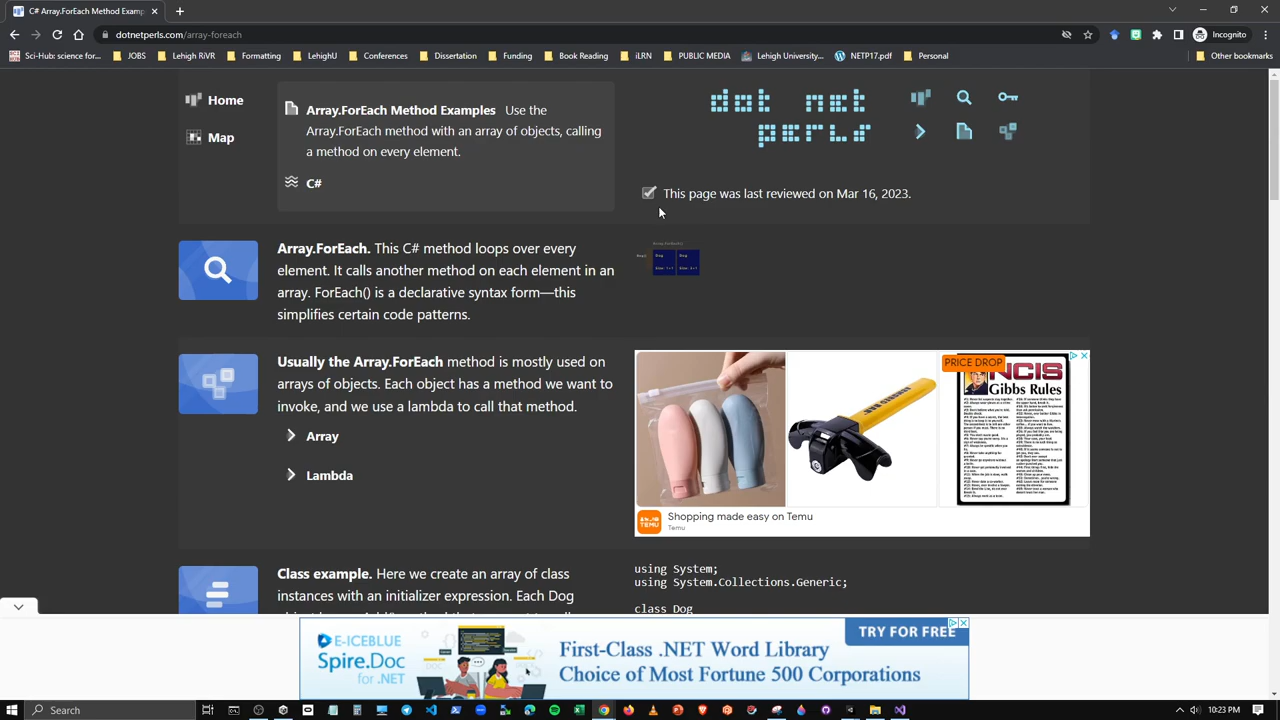 C# Array.ForEach Method Examp
dotnetperls.com/array-foreach
Incognito
Sci-Hub: science for...
JOBS
Lehigh RiVR
Formatting
LehighU
Conferences
Dissertation
Funding
Book Reading
iLRN
PUBLIC MEDIA
Lehigh University...
NETP17.pdf
Personal
Other bookmarks
Home
Map
Array.ForEach Method Examples Use the
Array.ForEach method with an array of objects, calling
a method on every element.
C#
dot net
perls
This page was last reviewed on Mar 16, 2023.
Array.ForEach. This C# method loops over every
element. It calls another method on each element in an
array. ForEach() is a declarative syntax form—this
simplifies certain code patterns.
Usually the Array.ForEach method is mostly used on
arrays of objects. Each object has a method we want to
call, and we use a lambda to call that method.
Array
PRICE DROP
NCIS
Gibbs Rules
TEMU
Shopping made easy on Temu
Temu
Class example. Here we create an array of class
instances with an initializer expression. Each Dog
using System;
using System.Collections.Generic;
class Dog
E-ICEBLUE
Spire.Doc
for .NET
First-Class .NET Word Library
Choice of Most Fortune 500 Corporations
TRY FOR FREE
Search
10:23 PM